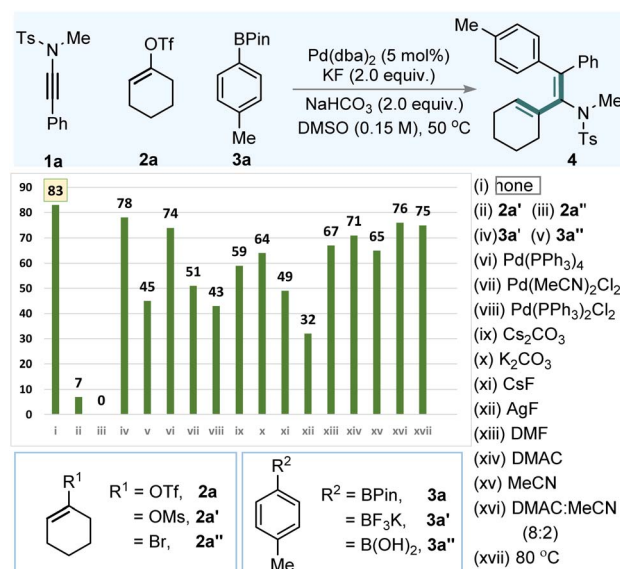 Ts
N
Me
Ph
1a
OTf
2a
BPin
Me
3a
Pd(dba)2 (5 mol%)
KF (2.0 equiv.)
NaHCO3 (2.0 equiv.)
DMSO (0.15 M), 50 oC
Me
Ph
N
Me
Ts
4
90
80
70
60
50
40
30
20
10
0
83
7
0
78
45
74
51
43
59
64
49
32
67
71
65
76
75
i ii iii iv v vi vii viii ix x xi xii xiii xiv xv xvi xvii
(i) none
(ii) 2a' (iii) 2a''
(iv)3a' (v) 3a''
(vi) Pd(PPh3)4
(vii) Pd(MeCN)2Cl2
(viii) Pd(PPh3)2Cl2
(ix) Cs2CO3
(x) K2CO3
(xi) CsF
(xii) AgF
(xiii) DMF
(xiv) DMAC
(xv) MeCN
(xvi) DMAC:MeCN
(8:2)
(xvii) 80 oC
R1
R1 = OTf, 2a
= OMs, 2a'
= Br, 2a''
R2
Me
R2 = BPin, 3a
= BF3K, 3a'
= B(OH)2, 3a''